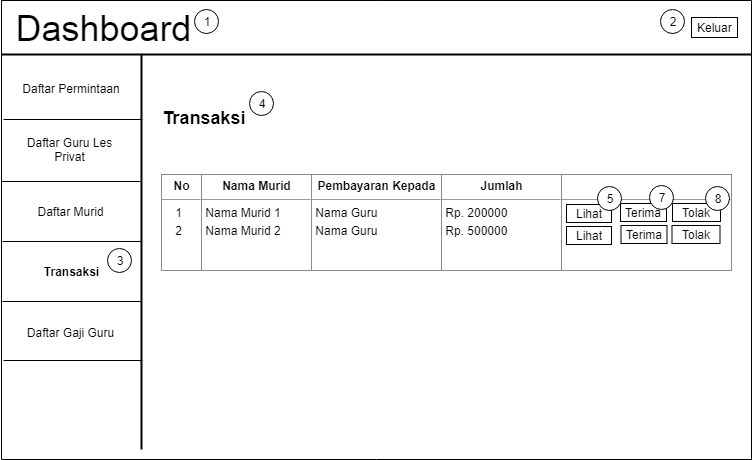 Dashboard 1 2 Keluar
Daftar Permintaan
Daftar Guru Les
Privat
Daftar Murid
Transaksi 3
Daftar Gaji Guru
Transaksi 4
No Nama Murid Pembayaran Kepada Jumlah
5 7 8
1 Nama Murid 1 Nama Guru Rp. 200000 Lihat Terima Tolak
2 Nama Murid 2 Nama Guru Rp. 500000 Lihat Terima Tolak